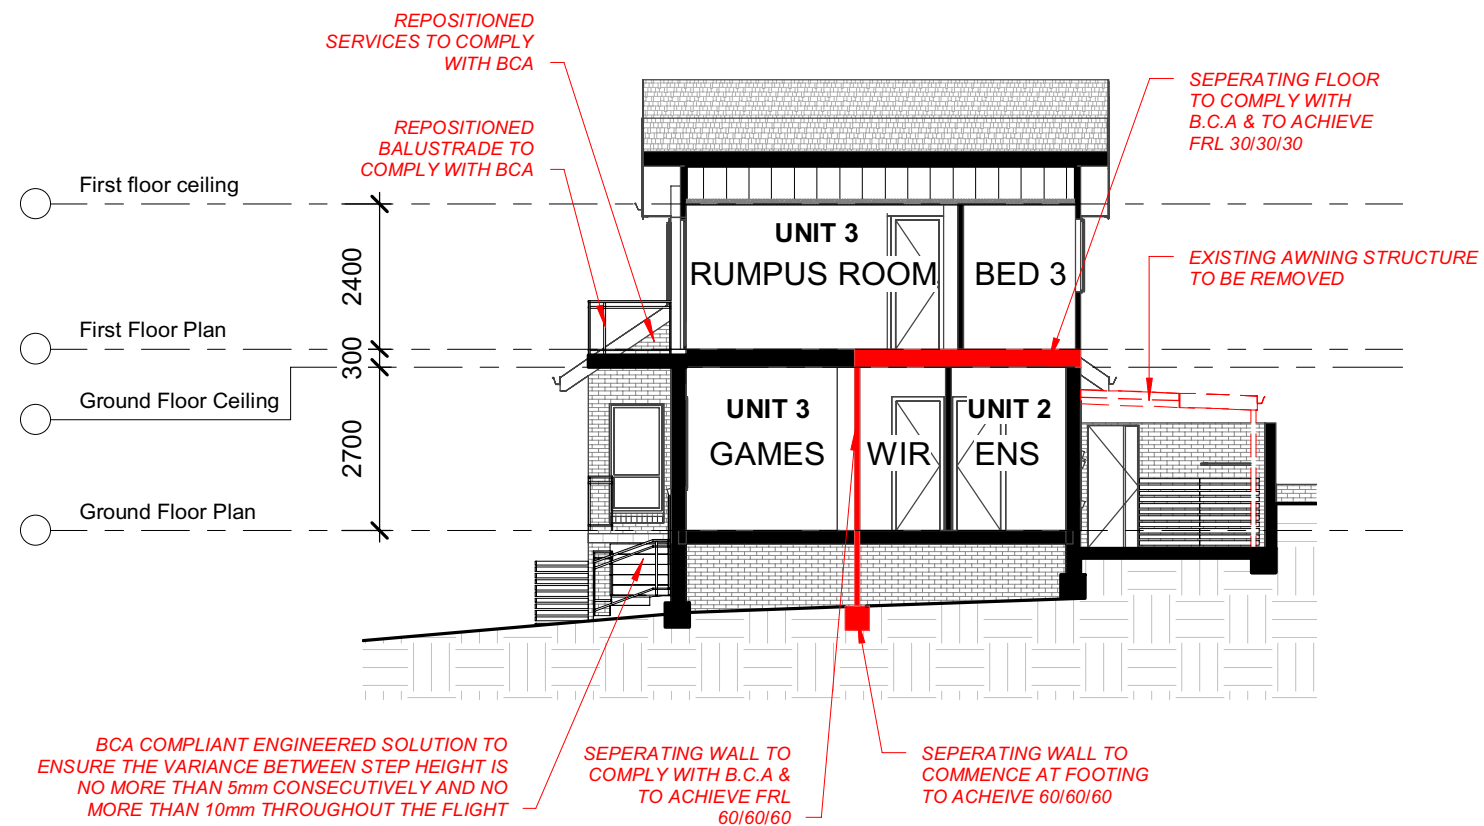 REPOSITIONED
SERVICES TO COMPLY
WITH BCA
REPOSITIONED
BALUSTRADE TO
COMPLY WITH BCA
SEPERATING FLOOR
TO COMPLY WITH
B.C.A & TO ACHIEVE
FRL 30/30/30
EXISTING AWNING STRUCTURE
TO BE REMOVED
First floor ceiling
First Floor Plan
Ground Floor Ceiling
Ground Floor Plan
2400
300
2700
UNIT 3
RUMPUS ROOM
BED 3
UNIT 3
GAMES
WIR
UNIT 2
ENS
BCA COMPLIANT ENGINEERED SOLUTION TO
ENSURE THE VARIANCE BETWEEN STEP HEIGHT IS
NO MORE THAN 5mm CONSECUTIVELY AND NO
MORE THAN 10mm THROUGHOUT THE FLIGHT
SEPERATING WALL TO
COMPLY WITH B.C.A &
TO ACHIEVE FRL
60/60/60
SEPERATING WALL TO
COMMENCE AT FOOTING
TO ACHEIVE 60/60/60